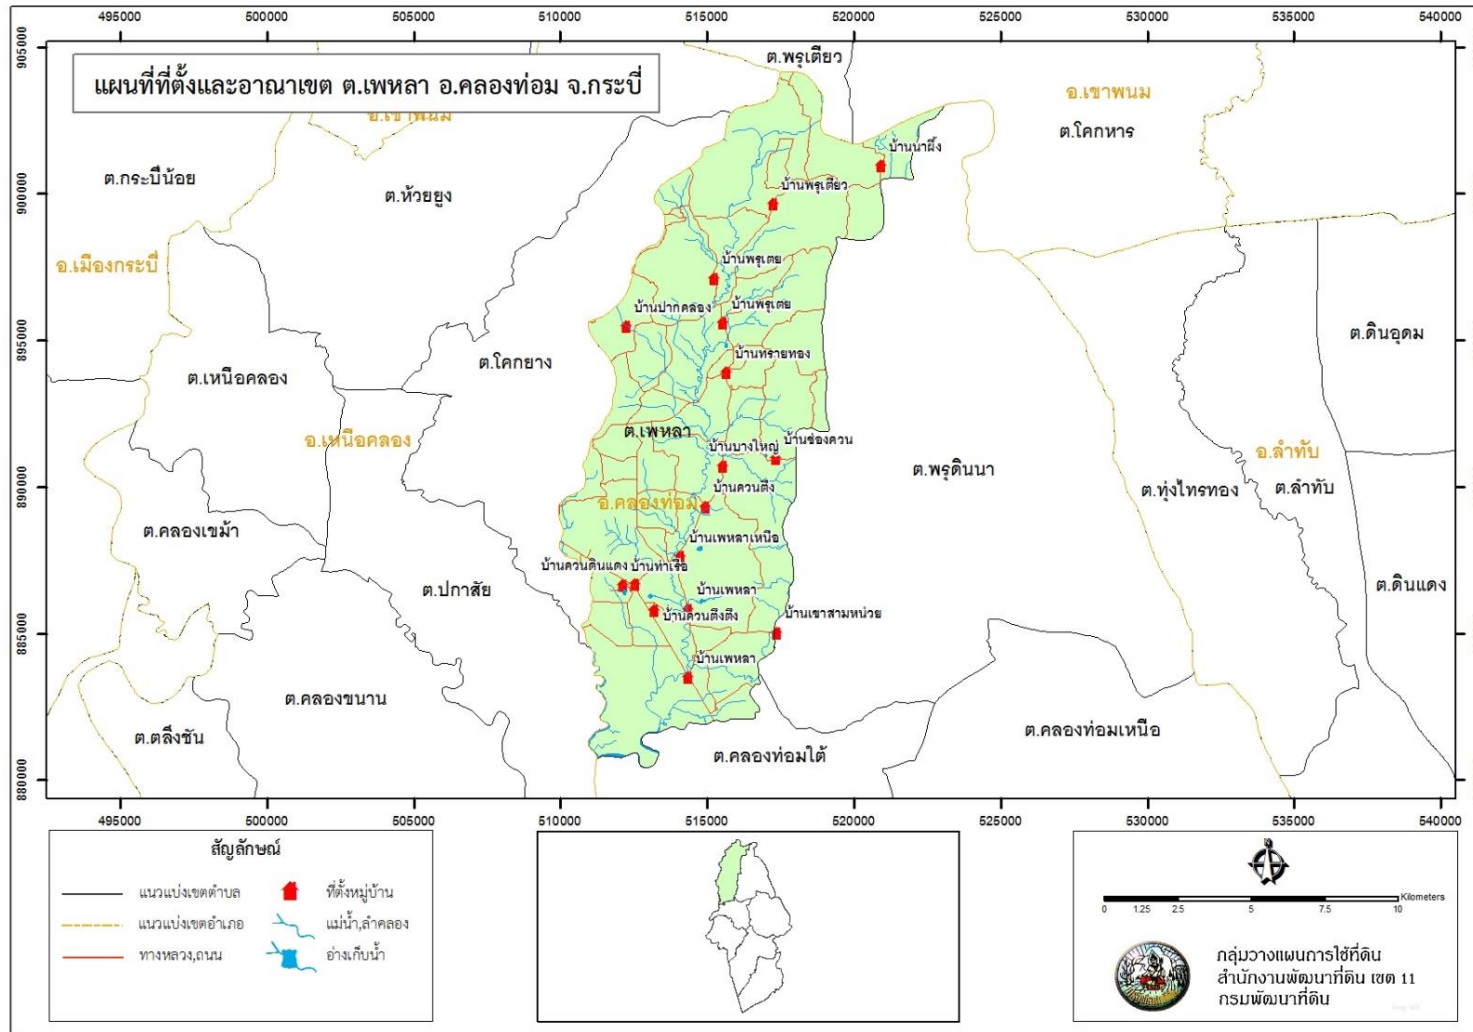 495000 500000 505000 510000 515000 520000 525000 530000 535000 540000
905000
900000
895000
890000
885000
880000
แผนที่ที่ตั้งและอาณาเขต ต.เพหลา อ.คลองท่อม จ.กระบี่
ต.พรุเตียว
อ.เขาพนม
อ.เขาพนม
ต.โคกหาร
บ้านนาผึ้ง
ต.กระบี่น้อย
ต.ห้วยยูง
บ้านพรุเตียว
อ.เมืองกระบี่
บ้านพรุเตย
บ้านปากคลอง
บ้านพรุเตย
ต.ดินอุดม
ต.เหนือคลอง
ต.โคกยาง
บ้านทรายทอง
อ.เหนือคลอง
ต.เพหลา
บ้านบางใหญ่
บ้านช่องควน
อ.ลำทับ
ต.พรุดินนา
ต.ทุ่งไทรทอง
ต.ลำทับ
บ้านควนตึง
อ.คลองท่อม
ต.คลองเขม้า
บ้านเพหลาเหนือ
บ้านควนดินแดง
บ้านท่าเรือ
ต.ปกาสัย
บ้านเพหลา
ต.ดินแดง
บ้านควนตึงตึง
บ้านเขาสามหน่วย
บ้านเพหลา
ต.คลองขนาน
ต.ตลิ่งชัน
ต.คลองท่อมใต้
ต.คลองท่อมเหนือ
495000 500000 505000 510000 515000 520000 525000 530000 535000 540000
สัญลักษณ์
แนวแบ่งเขตตำบล
ที่ตั้งหมู่บ้าน
แนวแบ่งเขตอำเภอ
แม่น้ำ,ลำคลอง
ทางหลวง,ถนน
อ่างเก็บน้ำ
Kilometers
0 1.25 2.5 5 7.5 10
กลุ่มวางแผนการใช้ที่ดิน
สำนักงานพัฒนาที่ดิน เขต 11
กรมพัฒนาที่ดิน